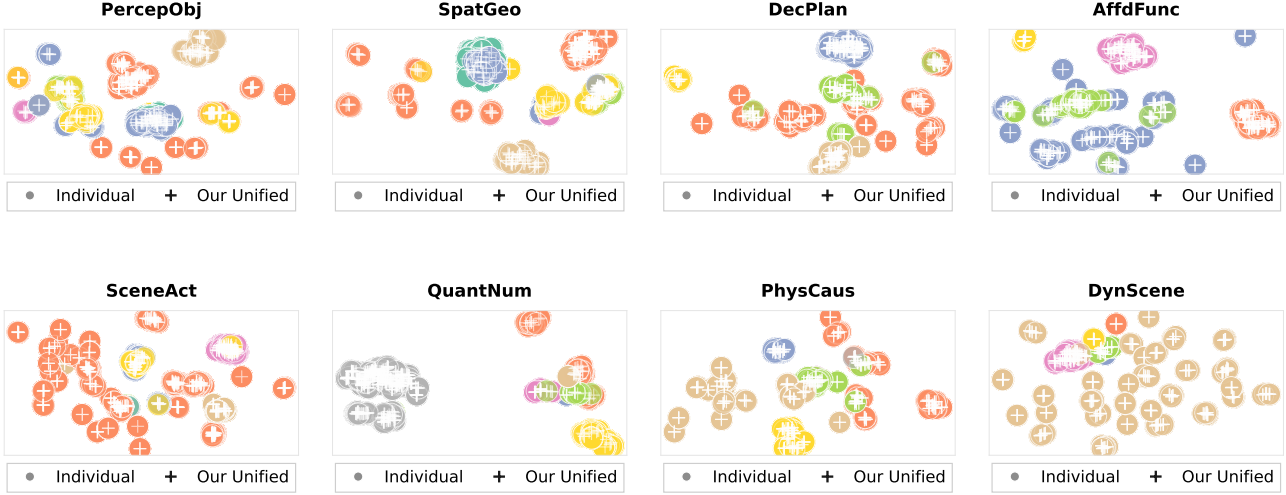 PercepObj SpatGeo DecPlan AffdFunc
Individual Our Unified Individual Our Unified Individual Our Unified Individual Our Unified
SceneAct QuantNum PhysCaus DynScene
Individual Our Unified Individual Our Unified Individual Our Unified Individual Our Unified